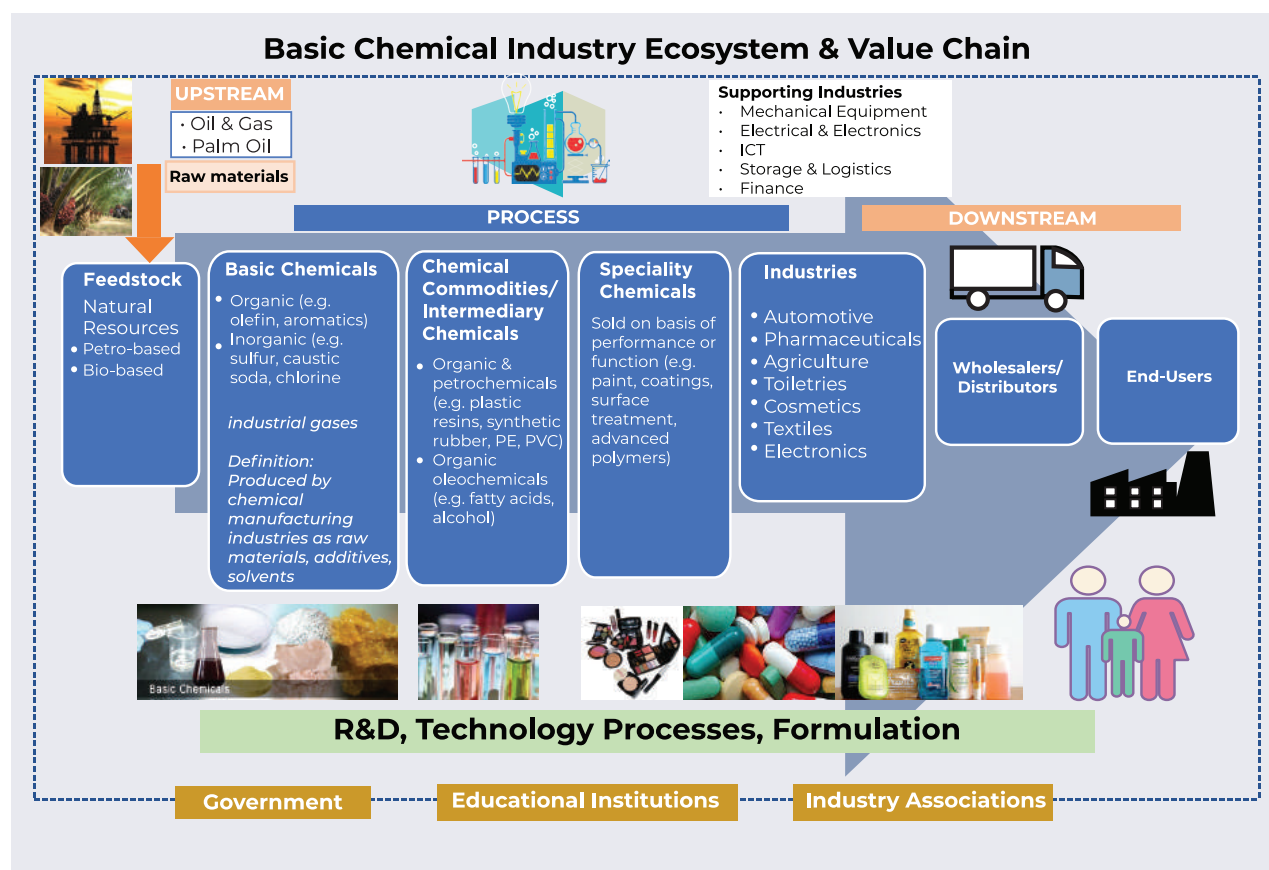 Basic Chemical Industry Ecosystem & Value Chain
UPSTREAM
• Oil & Gas
• Palm Oil
Raw materials
Supporting Industries
• Mechanical Equipment
• Electrical & Electronics
• ICT
• Storage & Logistics
• Finance
PROCESS
DOWNSTREAM
Feedstock
Natural
Resources
• Petro-based
• Bio-based
Basic Chemicals
• Organic (e.g.
olefin, aromatics)
• Inorganic (e.g.
sulfur, caustic
soda, chlorine
industrial gases
Definition:
Produced by
chemical
manufacturing
industries as raw
materials, additives,
solvents
Chemical
Commodities/
Intermediary
Chemicals
• Organic &
petrochemicals
(e.g. plastic
resins, synthetic
rubber, PE, PVC)
• Organic
oleochemicals
(e.g. fatty acids,
alcohol)
Speciality
Chemicals
Sold on basis of
performance or
function (e.g.
paint, coatings,
surface
treatment,
advanced
polymers)
Industries
• Automotive
• Pharmaceuticals
• Agriculture
• Toiletries
• Cosmetics
• Textiles
• Electronics
Wholesalers/
Distributors
End-Users
Basic Chemicals
R&D, Technology Processes, Formulation
Government
Educational Institutions
Industry Associations